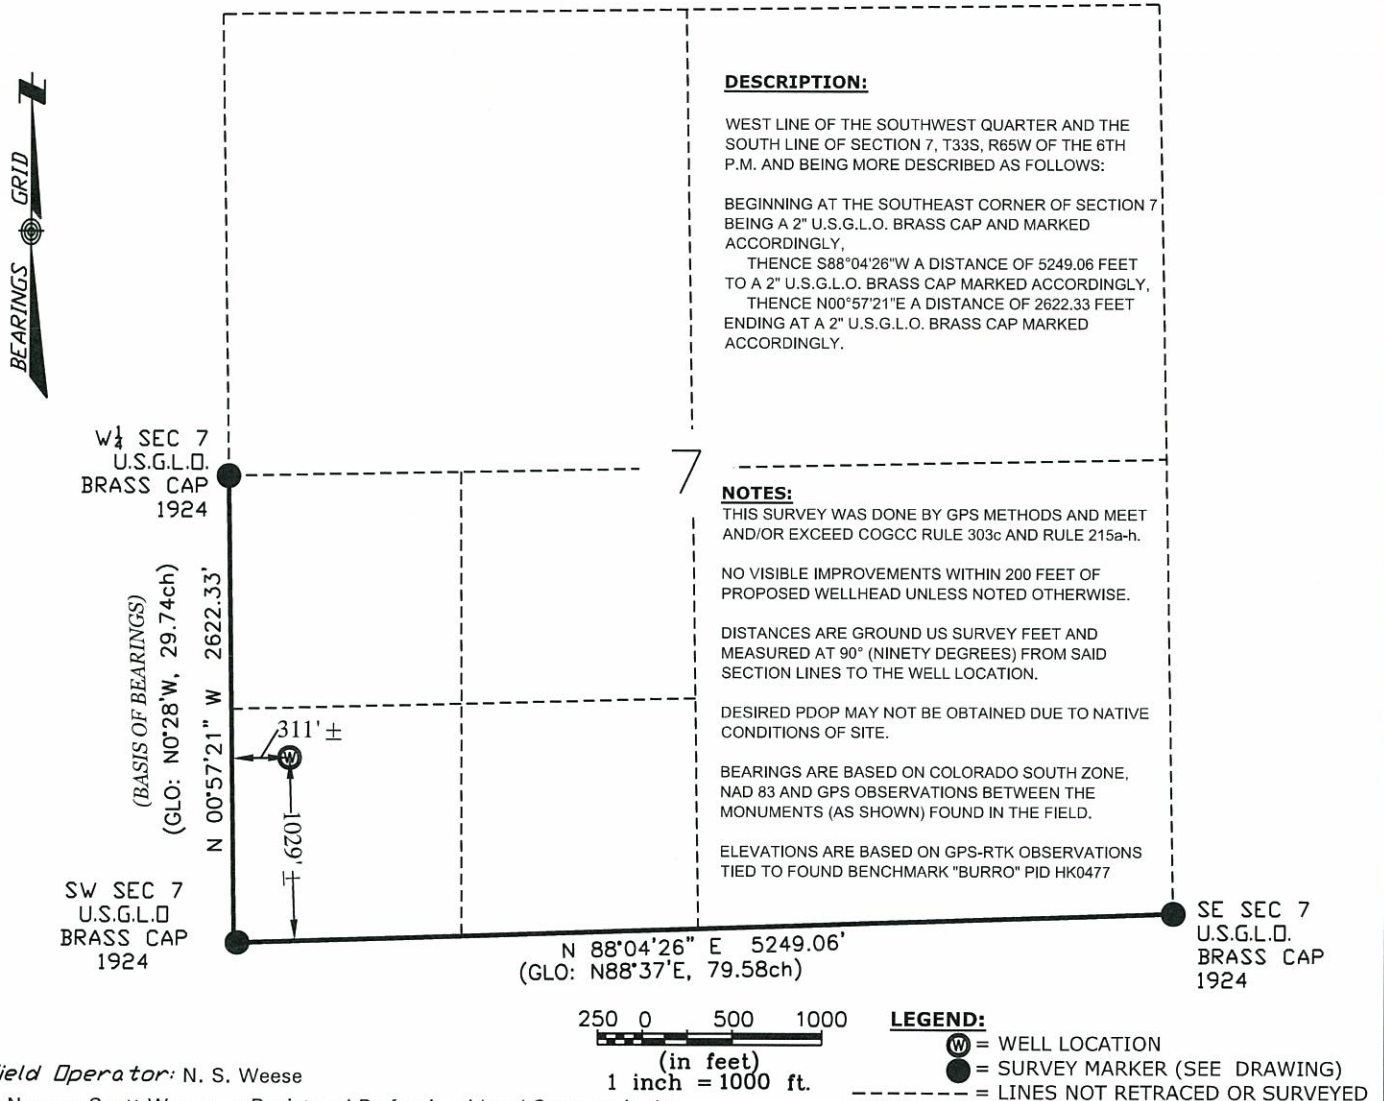 BEARINGS GRID
DESCRIPTION:
WEST LINE OF THE SOUTHWEST QUARTER AND THE
SOUTH LINE OF SECTION 7, T33S, R65W OF THE 6TH
P.M. AND BEING MORE DESCRIBED AS FOLLOWS:
BEGINNING AT THE SOUTHEAST CORNER OF SECTION 7
BEING A 2" U.S.G.L.O. BRASS CAP AND MARKED
ACCORDINGLY,
THENCE S88°04'26"W A DISTANCE OF 5249.06 FEET
TO A 2" U.S.G.L.O. BRASS CAP MARKED ACCORDINGLY,
THENCE N00°57'21"E A DISTANCE OF 2622.33 FEET
ENDING AT A 2" U.S.G.L.O. BRASS CAP MARKED
ACCORDINGLY.
W¼ SEC 7
U.S.G.L.O.
BRASS CAP
1924
7
NOTES:
THIS SURVEY WAS DONE BY GPS METHODS AND MEET
AND/OR EXCEED COGCC RULE 303c AND RULE 215a-h.
NO VISIBLE IMPROVEMENTS WITHIN 200 FEET OF
PROPOSED WELLHEAD UNLESS NOTED OTHERWISE.
DISTANCES ARE GROUND US SURVEY FEET AND
MEASURED AT 90° (NINETY DEGREES) FROM SAID
SECTION LINES TO THE WELL LOCATION.
DESIRED PDOP MAY NOT BE OBTAINED DUE TO NATIVE
CONDITIONS OF SITE.
BEARINGS ARE BASED ON COLORADO SOUTH ZONE,
NAD 83 AND GPS OBSERVATIONS BETWEEN THE
MONUMENTS (AS SHOWN) FOUND IN THE FIELD.
ELEVATIONS ARE BASED ON GPS-RTK OBSERVATIONS
TIED TO FOUND BENCHMARK "BURRO" PID HK0477
(BASIS OF BEARINGS)
(GLO: N0°28'W, 29.74ch)
N 00°57'21" W 2622.33'
311'±
W
1029'±
SW SEC 7
U.S.G.L.O
BRASS CAP
1924
N 88°04'26" E 5249.06'
(GLO: N88°37'E, 79.58ch)
SE SEC 7
U.S.G.L.O.
BRASS CAP
1924
250 0 500 1000
(in feet)
1 inch = 1000 ft.
LEGEND:
W = WELL LOCATION
= SURVEY MARKER (SEE DRAWING)
= LINES NOT RETRACED OR SURVEYED
ield Operator: N. S. Weese